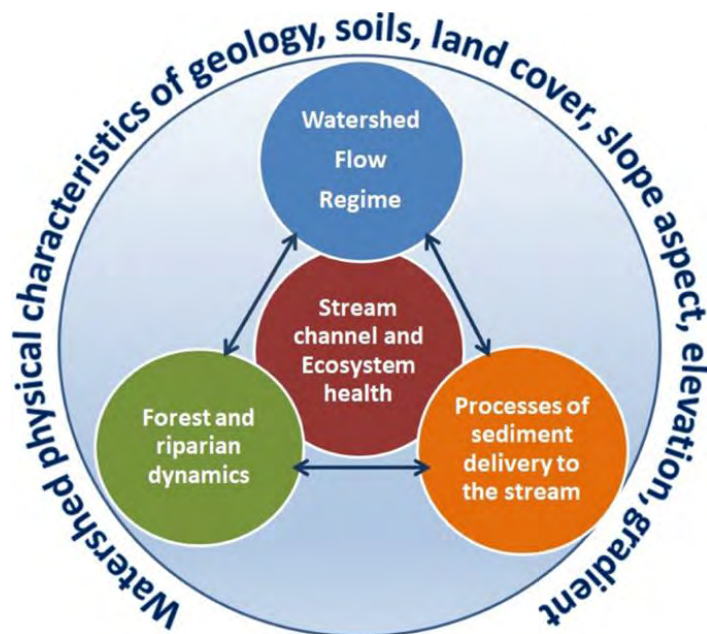 Watershed physical characteristics of geology, soils, land cover, slope aspect, elevation, gradient
Watershed
Flow
Regime
Stream
channel and
Ecosystem
health
Forest and
riparian
dynamics
Processes of
sediment
delivery to
the stream